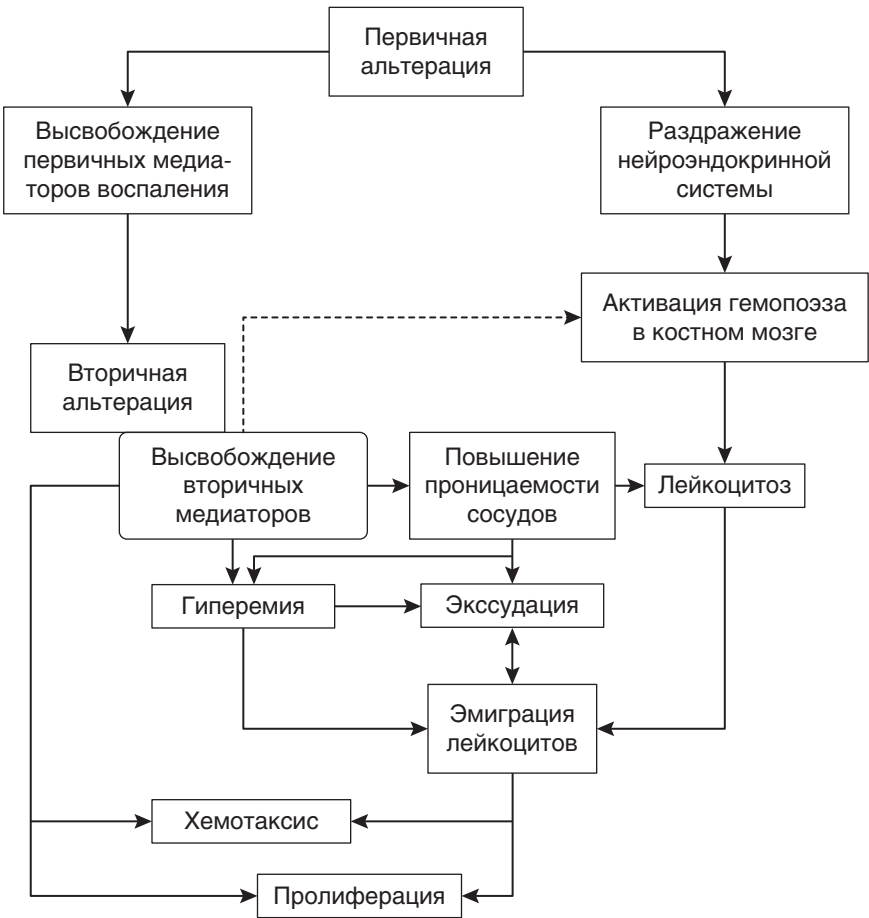 Первичная
альтерация
Высвобождение
первичных медиа-
торов воспаления
Раздражение
нейроэндокринной
системы
Активация гемопоэза
в костном мозге
Вторичная
альтерация
Высвобождение
вторичных
медиаторов
Повышение
проницаемости
сосудов
Лейкоцитоз
Гиперемия
Экссудация
Эмиграция
лейкоцитов
Хемотаксис
Пролиферация